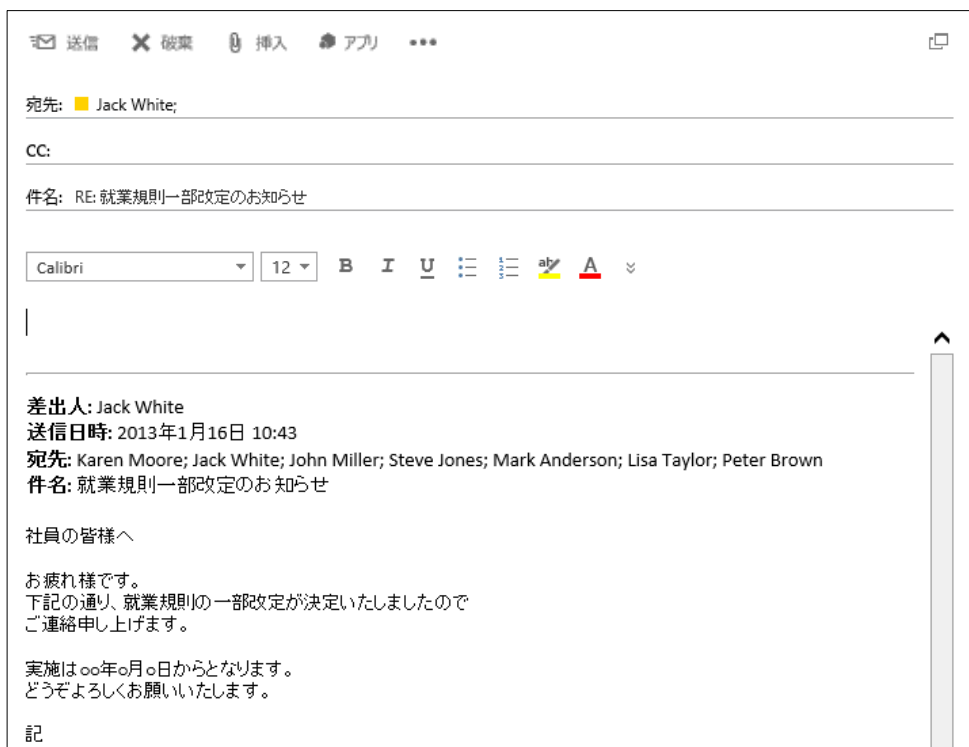 送信 破棄 挿入 アプリ •••
宛先: Jack White;
CC:
件名: RE: 就業規則一部改定のお知らせ
Calibri 12 B I U ab A
差出人: Jack White
送信日時: 2013年1月16日 10:43
宛先: Karen Moore; Jack White; John Miller; Steve Jones; Mark Anderson; Lisa Taylor; Peter Brown
件名: 就業規則一部改定のお知らせ
社員の皆様へ
お疲れ様です。
下記の通り、就業規則の一部改定が決定いたしましたので
ご連絡申し上げます。
実施は○○年○月○日からとなります。
どうぞよろしくお願いいたします。
記